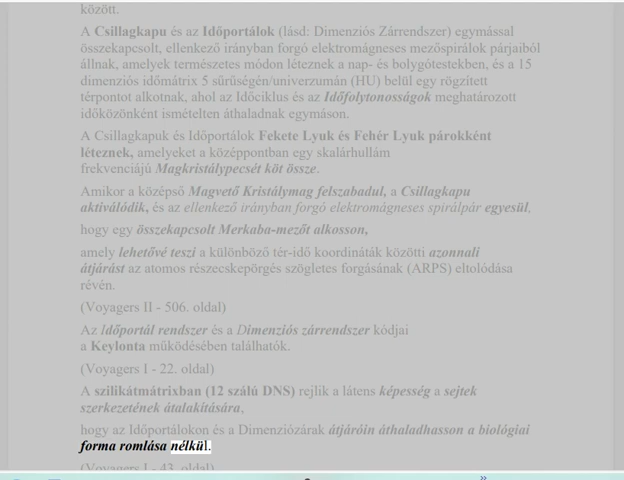 között.
A Csillagkapu és az Időportálok (lásd: Dimenziós Zárrendszer) egymással
összekapcsolt, ellenkező irányban forgó elektromágneses mezőspirálok párjaiból
állnak, amelyek természetes módon léteznek a nap- és bolygótestekben, és a 15
dimenziós időmátrix 5 sűrűségén/univerzumán (HU) belül egy rögzített
térpontot alkotnak, ahol az Időciklus és az Időfolytonosságok meghatározott
időközönként ismételten áthaladnak egymáson.
A Csillagkapuk és Időportálok Fekete Lyuk és Fehér Lyuk párokként
léteznek, amelyeket a középpontban egy skalárhullám
frekvenciájú Magkristálypecsét köt össze.
Amikor a középső Magvető Kristálymag felszabadul, a Csillagkapu
aktiválódik, és az ellenkező irányban forgó elektromágneses spirálpár egyesül,
hogy egy összekapcsolt Merkaba-mezőt alkosson,
amely lehetővé teszi a különböző tér-idő koordináták közötti azonnali
átjárást az atomos részecskepörgés szögletes forgásának (ARPS) eltolódása
révén.
(Voyagers II - 506. oldal)
Az Időportál rendszer és a Dimenziós zárrendszer kódjai
a Keylonta működésében találhatók.
(Voyagers I - 22. oldal)
A szilikátmátrixban (12 szálú DNS) rejlik a látens képesség a sejtek
szerkezetének átalakítására,
hogy az Időportálokon és a Dimenziózárak átjáróin áthaladhasson a biológiai
forma romlása nélkül.
(Voyagers I - 43. oldal)